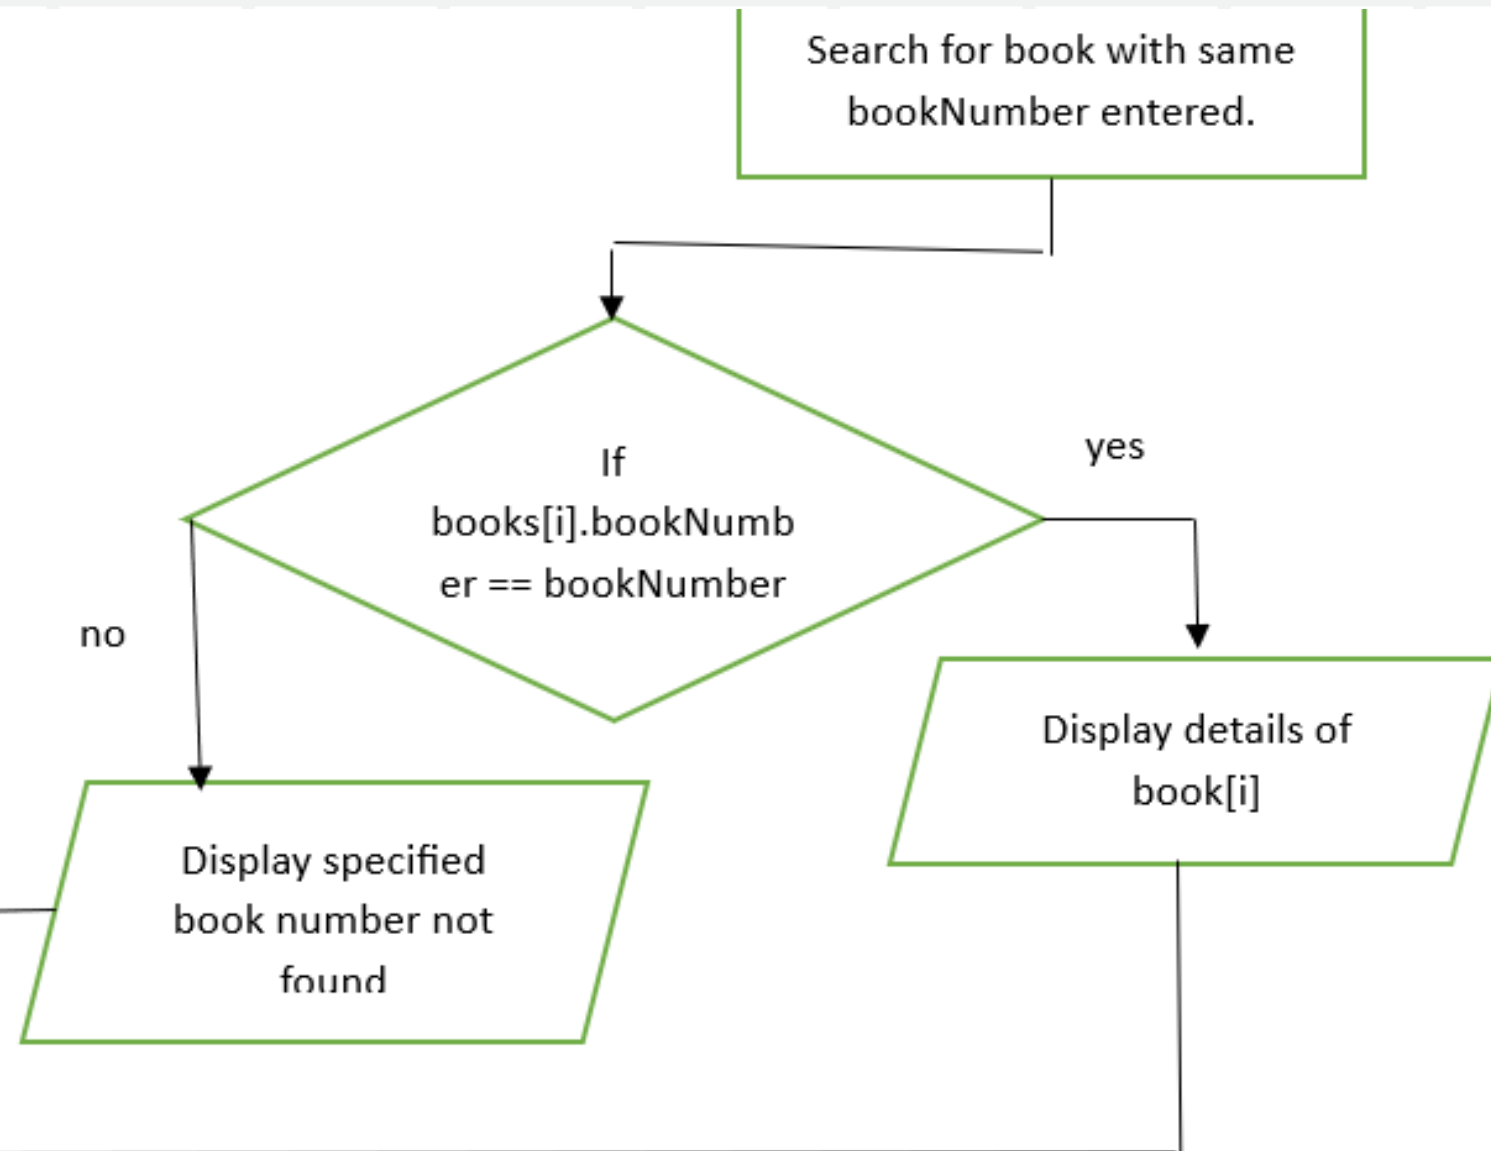 Search for book with same
bookNumber entered.
If
books[i].bookNumb
er == bookNumber
yes
no
Display details of
book[i]
Display specified
book number not
found